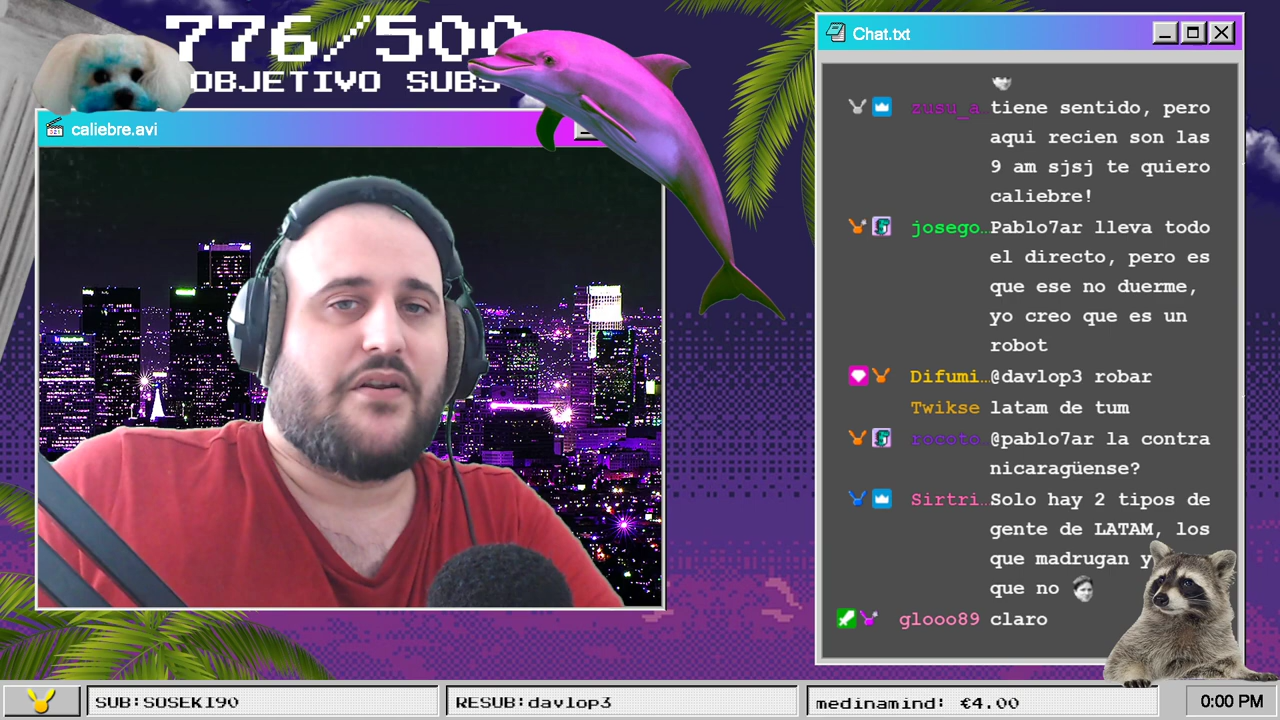 776/500
OBJETIVO SUBS
caliebre.avi
Chat.txt
zusu_a… tiene sentido, pero
aqui recien son las
9 am sjsj te quiero
caliebre!
josego… Pablo7ar lleva todo
el directo, pero es
que ese no duerme,
yo creo que es un
robot
Difumi… @davlop3 robar
Twikse latam de tum
rocoto… @pablo7ar la contra
nicaragüense?
Sirtri… Solo hay 2 tipos de
gente de LATAM, los
que madrugan y
que no
glooo89 claro
SUB:SOSEKI90
RESUB:davlop3
medinamind: €4.00
0:00 PM